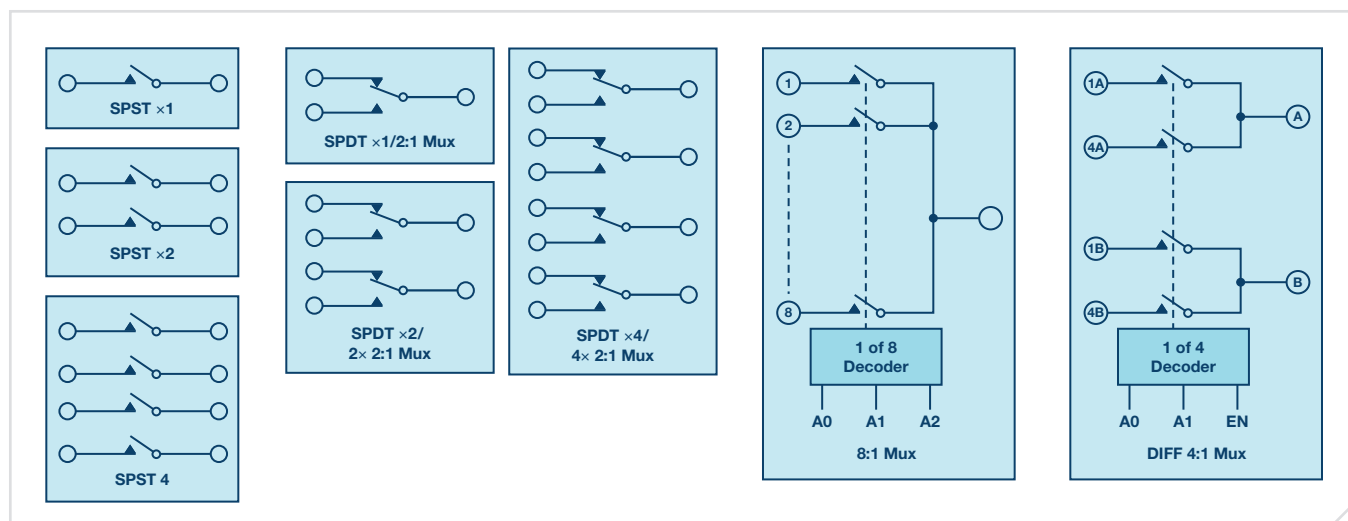 SPST ×1
SPST ×2
SPST 4
SPDT ×1/2:1 Mux
SPDT ×2/
2× 2:1 Mux
SPDT ×4/
4× 2:1 Mux
1
2
8
1 of 8
Decoder
A0 A1 A2
8:1 Mux
1A
A
4A
1B
B
4B
1 of 4
Decoder
A0 A1 EN
DIFF 4:1 Mux